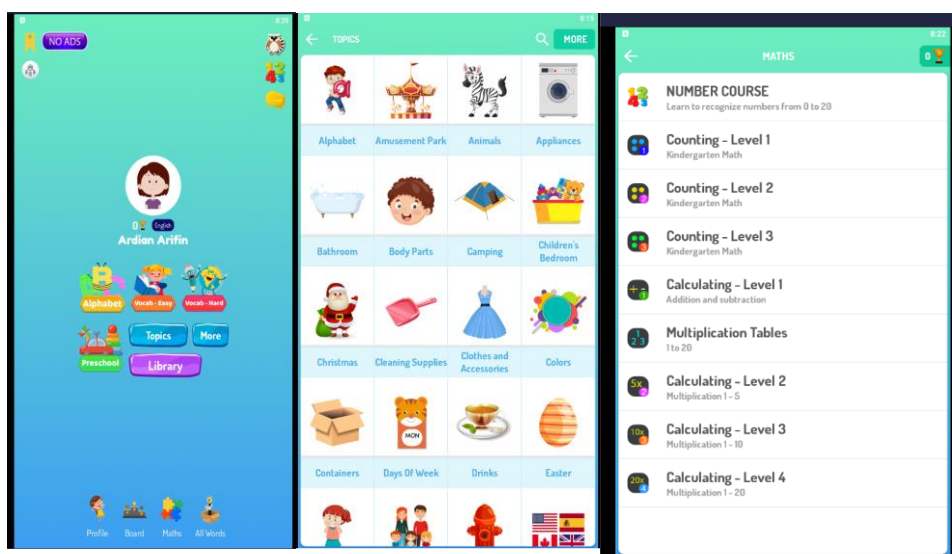 8:05
NO ADS
0 English
Ardian Arifin
Alphabet Vocab - Easy Vocab - Hard
Preschool Topics More
Library
Profile Board Maths All Words
8:13
TOPICS MORE
Alphabet Amusement Park Animals Appliances
Bathroom Body Parts Camping Children's Bedroom
Christmas Cleaning Supplies Clothes and Accessories Colors
MON
Containers Days Of Week Drinks Easter
8:22
MATHS 0
NUMBER COURSE
Learn to recognize numbers from 0 to 20
Counting - Level 1
Kindergarten Math
Counting - Level 2
Kindergarten Math
Counting - Level 3
Kindergarten Math
Calculating - Level 1
Addition and subtraction
Multiplication Tables
1 to 20
Calculating - Level 2
Multiplication 1 - 5
Calculating - Level 3
Multiplication 1 - 10
Calculating - Level 4
Multiplication 1 - 20